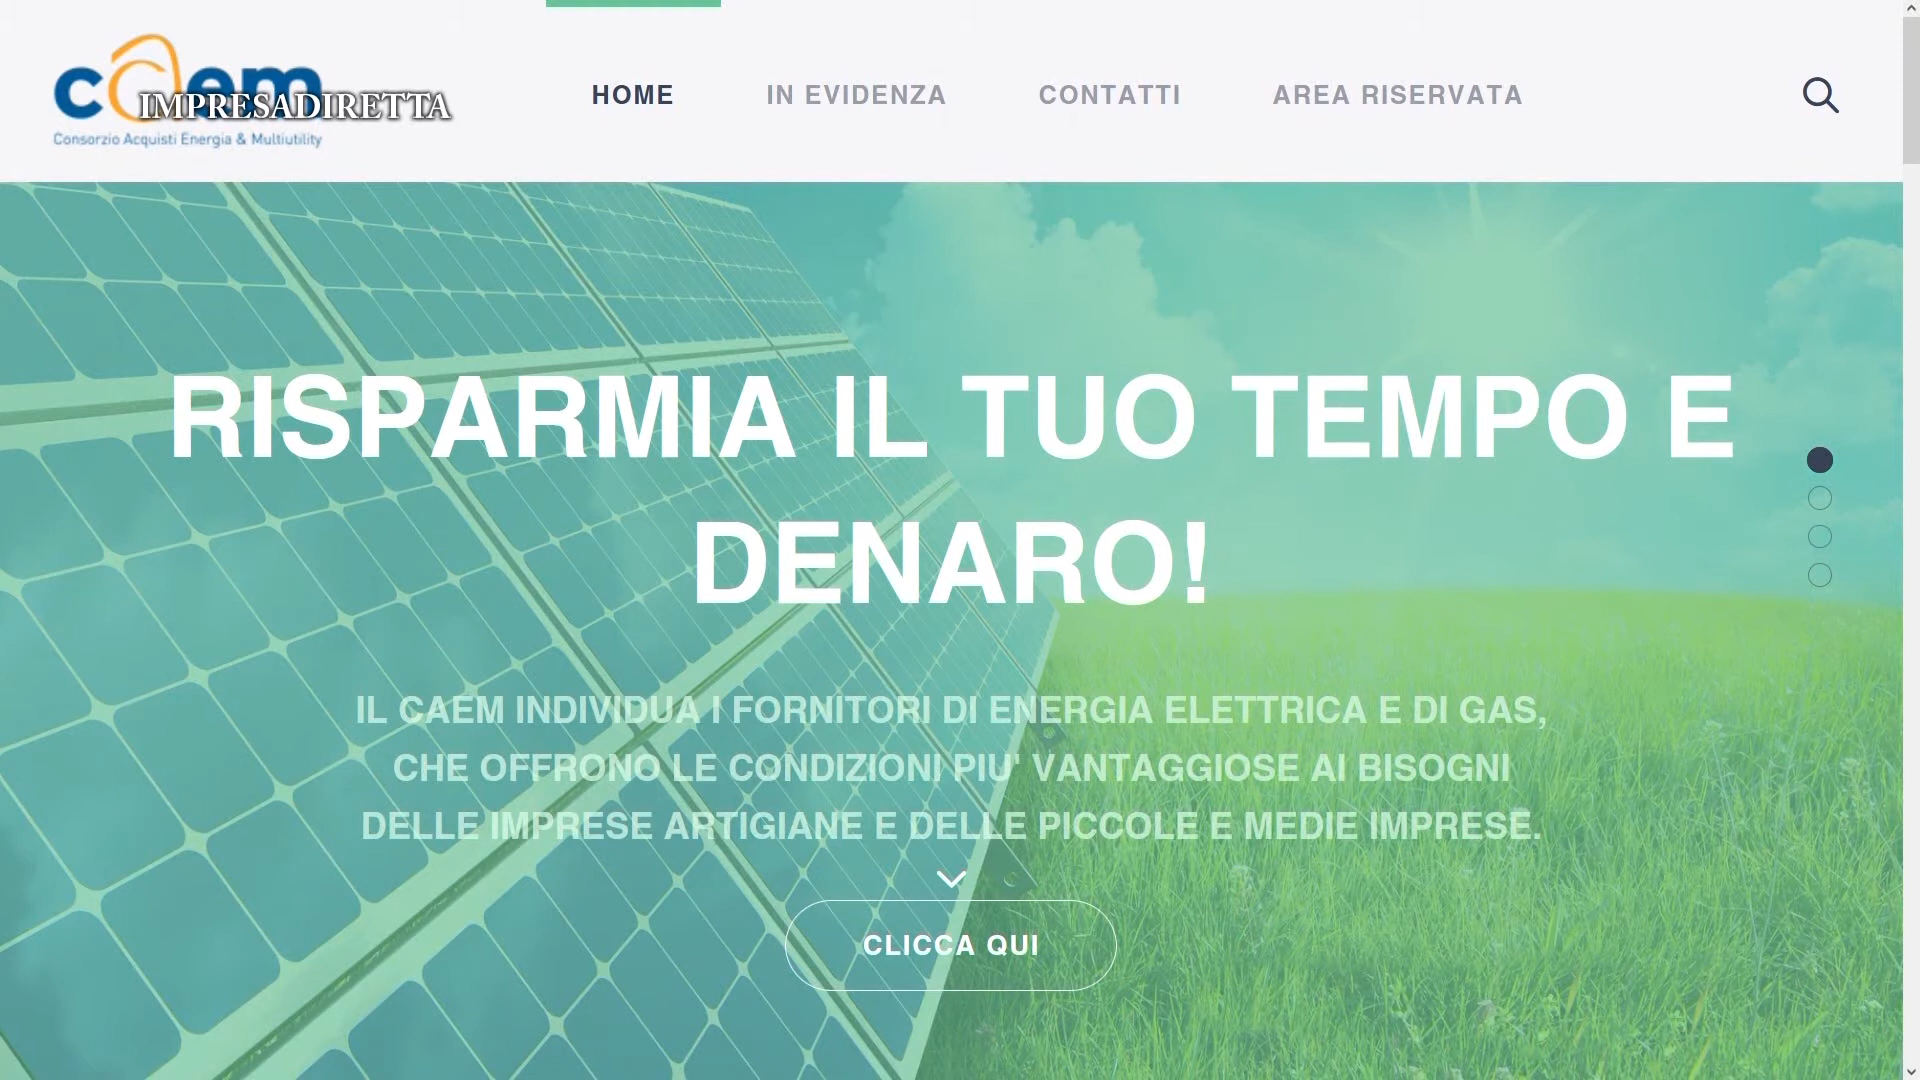 caem
IMPRESADIRETTA
Consorzio Acquisti Energia & Multiutility
HOME
IN EVIDENZA
CONTATTI
AREA RISERVATA
RISPARMIA IL TUO TEMPO E
DENARO!
IL CAEM INDIVIDUA I FORNITORI DI ENERGIA ELETTRICA E DI GAS,
CHE OFFRONO LE CONDIZIONI PIU' VANTAGGIOSE AI BISOGNI
DELLE IMPRESE ARTIGIANE E DELLE PICCOLE E MEDIE IMPRESE.
CLICCA QUI